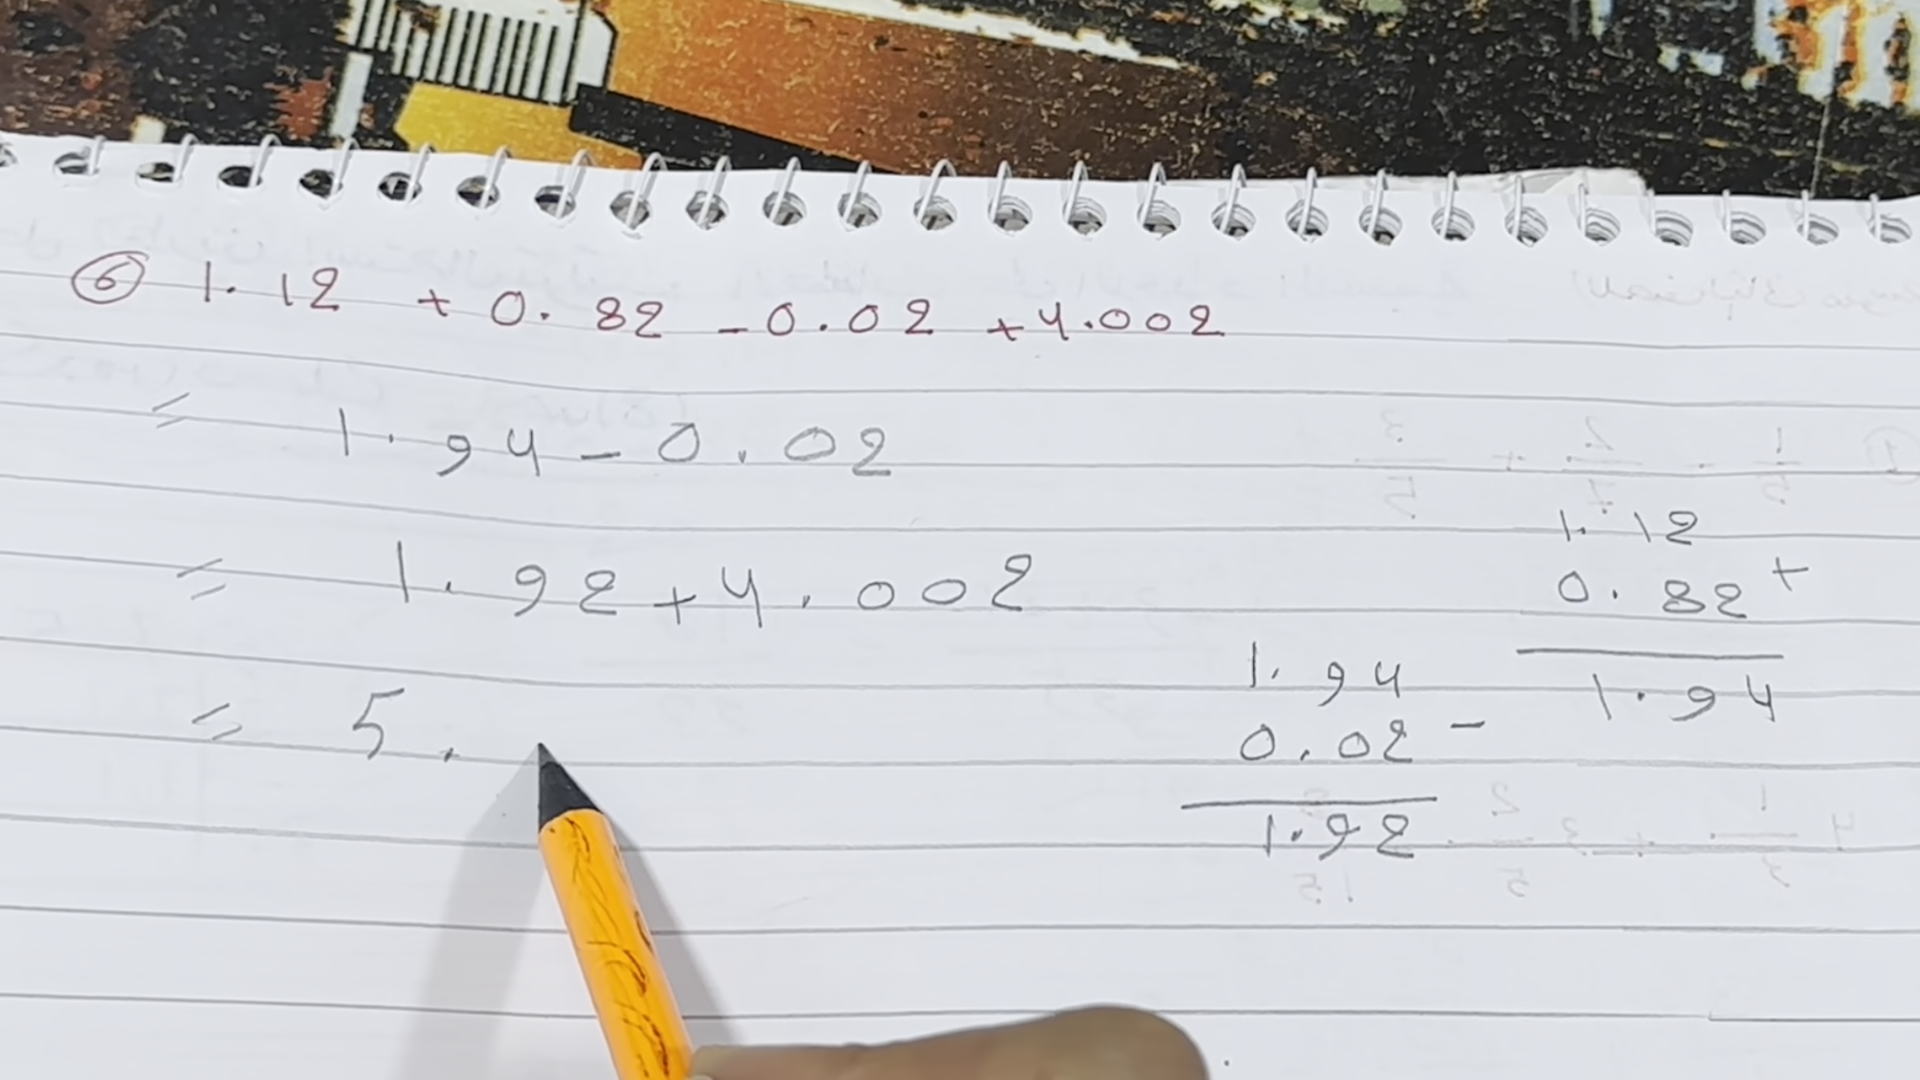 6 1.12 + 0.82 - 0.02 + 4.002
= 1.94 - 0.02
= 1.92 + 4.002
= 5.
1.12
0.82 +
1.94
1.94
0.02 -
1.92